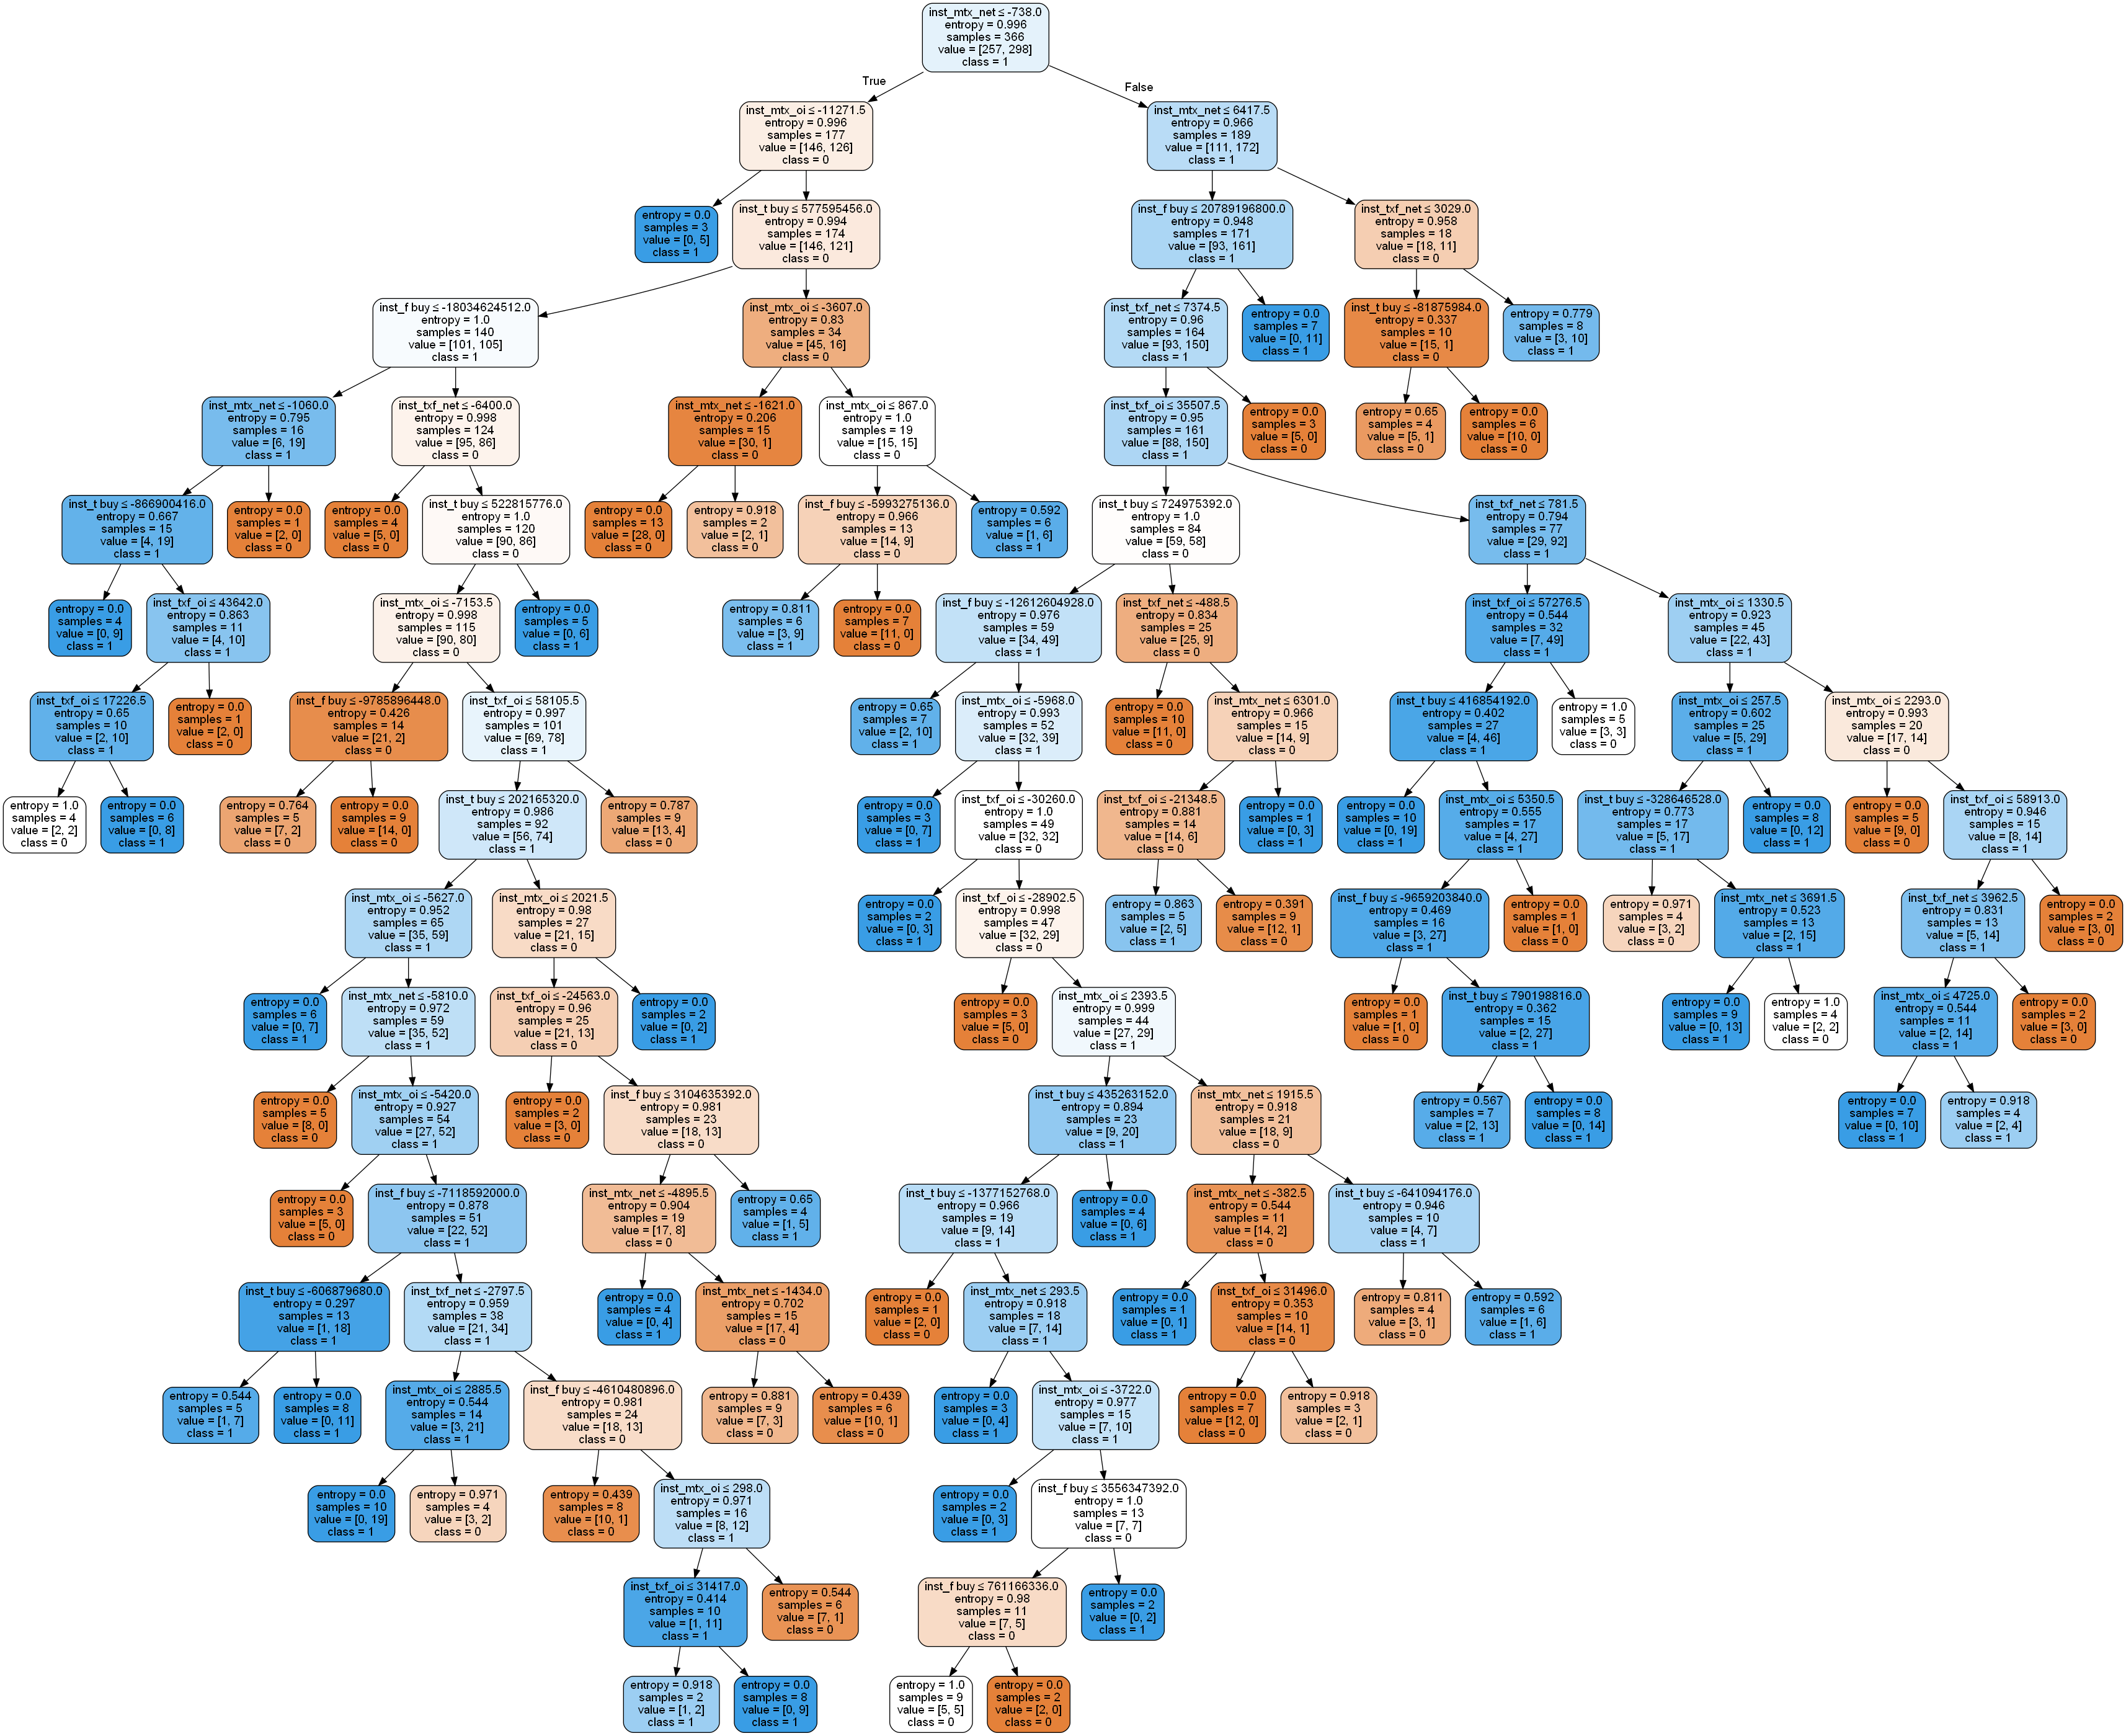 inst_mtx_net ≤ -738.0
entropy = 0.996
samples = 366
value = [257, 298]
class = 1
True
False
inst_mtx_oi ≤ -11271.5
entropy = 0.996
samples = 177
value = [146, 126]
class = 0
inst_mtx_net ≤ 6417.5
entropy = 0.966
samples = 189
value = [111, 172]
class = 1
entropy = 0.0
samples = 3
value = [0, 5]
class = 1
inst_t buy ≤ 577595456.0
entropy = 0.994
samples = 174
value = [146, 121]
class = 0
inst_f buy ≤ 20789196800.0
entropy = 0.948
samples = 171
value = [93, 161]
class = 1
inst_txf_net ≤ 3029.0
entropy = 0.958
samples = 18
value = [18, 11]
class = 0
inst_f buy ≤ -18034624512.0
entropy = 1.0
samples = 140
value = [101, 105]
class = 1
inst_mtx_oi ≤ -3607.0
entropy = 0.83
samples = 34
value = [45, 16]
class = 0
inst_txf_net ≤ 7374.5
entropy = 0.96
samples = 164
value = [93, 150]
class = 1
entropy = 0.0
samples = 7
value = [0, 11]
class = 1
inst_t buy ≤ -81875984.0
entropy = 0.337
samples = 10
value = [15, 1]
class = 0
entropy = 0.779
samples = 8
value = [3, 10]
class = 1
inst_mtx_net ≤ -1060.0
entropy = 0.795
samples = 16
value = [6, 19]
class = 1
inst_txf_net ≤ -6400.0
entropy = 0.998
samples = 124
value = [95, 86]
class = 0
inst_mtx_net ≤ -1621.0
entropy = 0.206
samples = 15
value = [30, 1]
class = 0
inst_mtx_oi ≤ 867.0
entropy = 1.0
samples = 19
value = [15, 15]
class = 0
inst_txf_oi ≤ 35507.5
entropy = 0.95
samples = 161
value = [88, 150]
class = 1
entropy = 0.0
samples = 3
value = [5, 0]
class = 0
entropy = 0.65
samples = 4
value = [5, 1]
class = 0
entropy = 0.0
samples = 6
value = [10, 0]
class = 0
inst_t buy ≤ -866900416.0
entropy = 0.667
samples = 15
value = [4, 19]
class = 1
entropy = 0.0
samples = 1
value = [2, 0]
class = 0
entropy = 0.0
samples = 4
value = [5, 0]
class = 0
inst_t buy ≤ 522815776.0
entropy = 1.0
samples = 120
value = [90, 86]
class = 0
entropy = 0.0
samples = 13
value = [28, 0]
class = 0
entropy = 0.918
samples = 2
value = [2, 1]
class = 0
inst_f buy ≤ -5993275136.0
entropy = 0.966
samples = 13
value = [14, 9]
class = 0
entropy = 0.592
samples = 6
value = [1, 6]
class = 1
inst_t buy ≤ 724975392.0
entropy = 1.0
samples = 84
value = [59, 58]
class = 0
inst_txf_net ≤ 781.5
entropy = 0.794
samples = 77
value = [29, 92]
class = 1
entropy = 0.0
samples = 4
value = [0, 9]
class = 1
inst_txf_oi ≤ 43642.0
entropy = 0.863
samples = 11
value = [4, 10]
class = 1
inst_mtx_oi ≤ -7153.5
entropy = 0.998
samples = 115
value = [90, 80]
class = 0
entropy = 0.0
samples = 5
value = [0, 6]
class = 1
entropy = 0.811
samples = 6
value = [3, 9]
class = 1
entropy = 0.0
samples = 7
value = [11, 0]
class = 0
inst_f buy ≤ -12612604928.0
entropy = 0.976
samples = 59
value = [34, 49]
class = 1
inst_txf_net ≤ -488.5
entropy = 0.834
samples = 25
value = [25, 9]
class = 0
inst_txf_oi ≤ 57276.5
entropy = 0.544
samples = 32
value = [7, 49]
class = 1
inst_mtx_oi ≤ 1330.5
entropy = 0.923
samples = 45
value = [22, 43]
class = 1
inst_txf_oi ≤ 17226.5
entropy = 0.65
samples = 10
value = [2, 10]
class = 1
entropy = 0.0
samples = 1
value = [2, 0]
class = 0
inst_f buy ≤ -9785896448.0
entropy = 0.426
samples = 14
value = [21, 2]
class = 0
inst_txf_oi ≤ 58105.5
entropy = 0.997
samples = 101
value = [69, 78]
class = 1
entropy = 0.65
samples = 7
value = [2, 10]
class = 1
inst_mtx_oi ≤ -5968.0
entropy = 0.993
samples = 52
value = [32, 39]
class = 1
entropy = 0.0
samples = 10
value = [11, 0]
class = 0
inst_mtx_net ≤ 6301.0
entropy = 0.966
samples = 15
value = [14, 9]
class = 0
inst_t buy ≤ 416854192.0
entropy = 0.402
samples = 27
value = [4, 46]
class = 1
entropy = 1.0
samples = 5
value = [3, 3]
class = 0
inst_mtx_oi ≤ 257.5
entropy = 0.602
samples = 25
value = [5, 29]
class = 1
inst_mtx_oi ≤ 2293.0
entropy = 0.993
samples = 20
value = [17, 14]
class = 0
entropy = 1.0
samples = 4
value = [2, 2]
class = 0
entropy = 0.0
samples = 6
value = [0, 8]
class = 1
entropy = 0.764
samples = 5
value = [7, 2]
class = 0
entropy = 0.0
samples = 9
value = [14, 0]
class = 0
inst_t buy ≤ 202165320.0
entropy = 0.986
samples = 92
value = [56, 74]
class = 1
entropy = 0.787
samples = 9
value = [13, 4]
class = 0
entropy = 0.0
samples = 3
value = [0, 7]
class = 1
inst_txf_oi ≤ -30260.0
entropy = 1.0
samples = 49
value = [32, 32]
class = 0
inst_txf_oi ≤ -21348.5
entropy = 0.881
samples = 14
value = [14, 6]
class = 0
entropy = 0.0
samples = 1
value = [0, 3]
class = 1
entropy = 0.0
samples = 10
value = [0, 19]
class = 1
inst_mtx_oi ≤ 5350.5
entropy = 0.555
samples = 17
value = [4, 27]
class = 1
inst_t buy ≤ -328646528.0
entropy = 0.773
samples = 17
value = [5, 17]
class = 1
entropy = 0.0
samples = 8
value = [0, 12]
class = 1
entropy = 0.0
samples = 5
value = [9, 0]
class = 0
inst_txf_oi ≤ 58913.0
entropy = 0.946
samples = 15
value = [8, 14]
class = 1
inst_mtx_oi ≤ -5627.0
entropy = 0.952
samples = 65
value = [35, 59]
class = 1
inst_mtx_oi ≤ 2021.5
entropy = 0.98
samples = 27
value = [21, 15]
class = 0
entropy = 0.0
samples = 2
value = [0, 3]
class = 1
inst_txf_oi ≤ -28902.5
entropy = 0.998
samples = 47
value = [32, 29]
class = 0
entropy = 0.863
samples = 5
value = [2, 5]
class = 1
entropy = 0.391
samples = 9
value = [12, 1]
class = 0
inst_f buy ≤ -9659203840.0
entropy = 0.469
samples = 16
value = [3, 27]
class = 1
entropy = 0.0
samples = 1
value = [1, 0]
class = 0
entropy = 0.971
samples = 4
value = [3, 2]
class = 0
inst_mtx_net ≤ 3691.5
entropy = 0.523
samples = 13
value = [2, 15]
class = 1
inst_txf_net ≤ 3962.5
entropy = 0.831
samples = 13
value = [5, 14]
class = 1
entropy = 0.0
samples = 2
value = [3, 0]
class = 0
entropy = 0.0
samples = 6
value = [0, 7]
class = 1
inst_mtx_net ≤ -5810.0
entropy = 0.972
samples = 59
value = [35, 52]
class = 1
inst_txf_oi ≤ -24563.0
entropy = 0.96
samples = 25
value = [21, 13]
class = 0
entropy = 0.0
samples = 2
value = [0, 2]
class = 1
entropy = 0.0
samples = 3
value = [5, 0]
class = 0
inst_mtx_oi ≤ 2393.5
entropy = 0.999
samples = 44
value = [27, 29]
class = 1
entropy = 0.0
samples = 1
value = [1, 0]
class = 0
inst_t buy ≤ 790198816.0
entropy = 0.362
samples = 15
value = [2, 27]
class = 1
entropy = 0.0
samples = 9
value = [0, 13]
class = 1
entropy = 1.0
samples = 4
value = [2, 2]
class = 0
inst_mtx_oi ≤ 4725.0
entropy = 0.544
samples = 11
value = [2, 14]
class = 1
entropy = 0.0
samples = 2
value = [3, 0]
class = 0
entropy = 0.0
samples = 5
value = [8, 0]
class = 0
inst_mtx_oi ≤ -5420.0
entropy = 0.927
samples = 54
value = [27, 52]
class = 1
entropy = 0.0
samples = 2
value = [3, 0]
class = 0
inst_f buy ≤ 3104635392.0
entropy = 0.981
samples = 23
value = [18, 13]
class = 0
inst_t buy ≤ 435263152.0
entropy = 0.894
samples = 23
value = [9, 20]
class = 1
inst_mtx_net ≤ 1915.5
entropy = 0.918
samples = 21
value = [18, 9]
class = 0
entropy = 0.567
samples = 7
value = [2, 13]
class = 1
entropy = 0.0
samples = 8
value = [0, 14]
class = 1
entropy = 0.0
samples = 7
value = [0, 10]
class = 1
entropy = 0.918
samples = 4
value = [2, 4]
class = 1
entropy = 0.0
samples = 3
value = [5, 0]
class = 0
inst_f buy ≤ -7118592000.0
entropy = 0.878
samples = 51
value = [22, 52]
class = 1
inst_mtx_net ≤ -4895.5
entropy = 0.904
samples = 19
value = [17, 8]
class = 0
entropy = 0.65
samples = 4
value = [1, 5]
class = 1
inst_t buy ≤ -1377152768.0
entropy = 0.966
samples = 19
value = [9, 14]
class = 1
entropy = 0.0
samples = 4
value = [0, 6]
class = 1
inst_mtx_net ≤ -382.5
entropy = 0.544
samples = 11
value = [14, 2]
class = 0
inst_t buy ≤ -641094176.0
entropy = 0.946
samples = 10
value = [4, 7]
class = 1
inst_t buy ≤ -606879680.0
entropy = 0.297
samples = 13
value = [1, 18]
class = 1
inst_txf_net ≤ -2797.5
entropy = 0.959
samples = 38
value = [21, 34]
class = 1
entropy = 0.0
samples = 4
value = [0, 4]
class = 1
inst_mtx_net ≤ -1434.0
entropy = 0.702
samples = 15
value = [17, 4]
class = 0
entropy = 0.0
samples = 1
value = [2, 0]
class = 0
inst_mtx_net ≤ 293.5
entropy = 0.918
samples = 18
value = [7, 14]
class = 1
entropy = 0.0
samples = 1
value = [0, 1]
class = 1
inst_txf_oi ≤ 31496.0
entropy = 0.353
samples = 10
value = [14, 1]
class = 0
entropy = 0.811
samples = 4
value = [3, 1]
class = 0
entropy = 0.592
samples = 6
value = [1, 6]
class = 1
entropy = 0.544
samples = 5
value = [1, 7]
class = 1
entropy = 0.0
samples = 8
value = [0, 11]
class = 1
inst_mtx_oi ≤ 2885.5
entropy = 0.544
samples = 14
value = [3, 21]
class = 1
inst_f buy ≤ -4610480896.0
entropy = 0.981
samples = 24
value = [18, 13]
class = 0
entropy = 0.881
samples = 9
value = [7, 3]
class = 0
entropy = 0.439
samples = 6
value = [10, 1]
class = 0
entropy = 0.0
samples = 3
value = [0, 4]
class = 1
inst_mtx_oi ≤ -3722.0
entropy = 0.977
samples = 15
value = [7, 10]
class = 1
entropy = 0.0
samples = 7
value = [12, 0]
class = 0
entropy = 0.918
samples = 3
value = [2, 1]
class = 0
entropy = 0.0
samples = 10
value = [0, 19]
class = 1
entropy = 0.971
samples = 4
value = [3, 2]
class = 0
entropy = 0.439
samples = 8
value = [10, 1]
class = 0
inst_mtx_oi ≤ 298.0
entropy = 0.971
samples = 16
value = [8, 12]
class = 1
entropy = 0.0
samples = 2
value = [0, 3]
class = 1
inst_f buy ≤ 3556347392.0
entropy = 1.0
samples = 13
value = [7, 7]
class = 0
inst_txf_oi ≤ 31417.0
entropy = 0.414
samples = 10
value = [1, 11]
class = 1
entropy = 0.544
samples = 6
value = [7, 1]
class = 0
inst_f buy ≤ 761166336.0
entropy = 0.98
samples = 11
value = [7, 5]
class = 0
entropy = 0.0
samples = 2
value = [0, 2]
class = 1
entropy = 0.918
samples = 2
value = [1, 2]
class = 1
entropy = 0.0
samples = 8
value = [0, 9]
class = 1
entropy = 1.0
samples = 9
value = [5, 5]
class = 0
entropy = 0.0
samples = 2
value = [2, 0]
class = 0